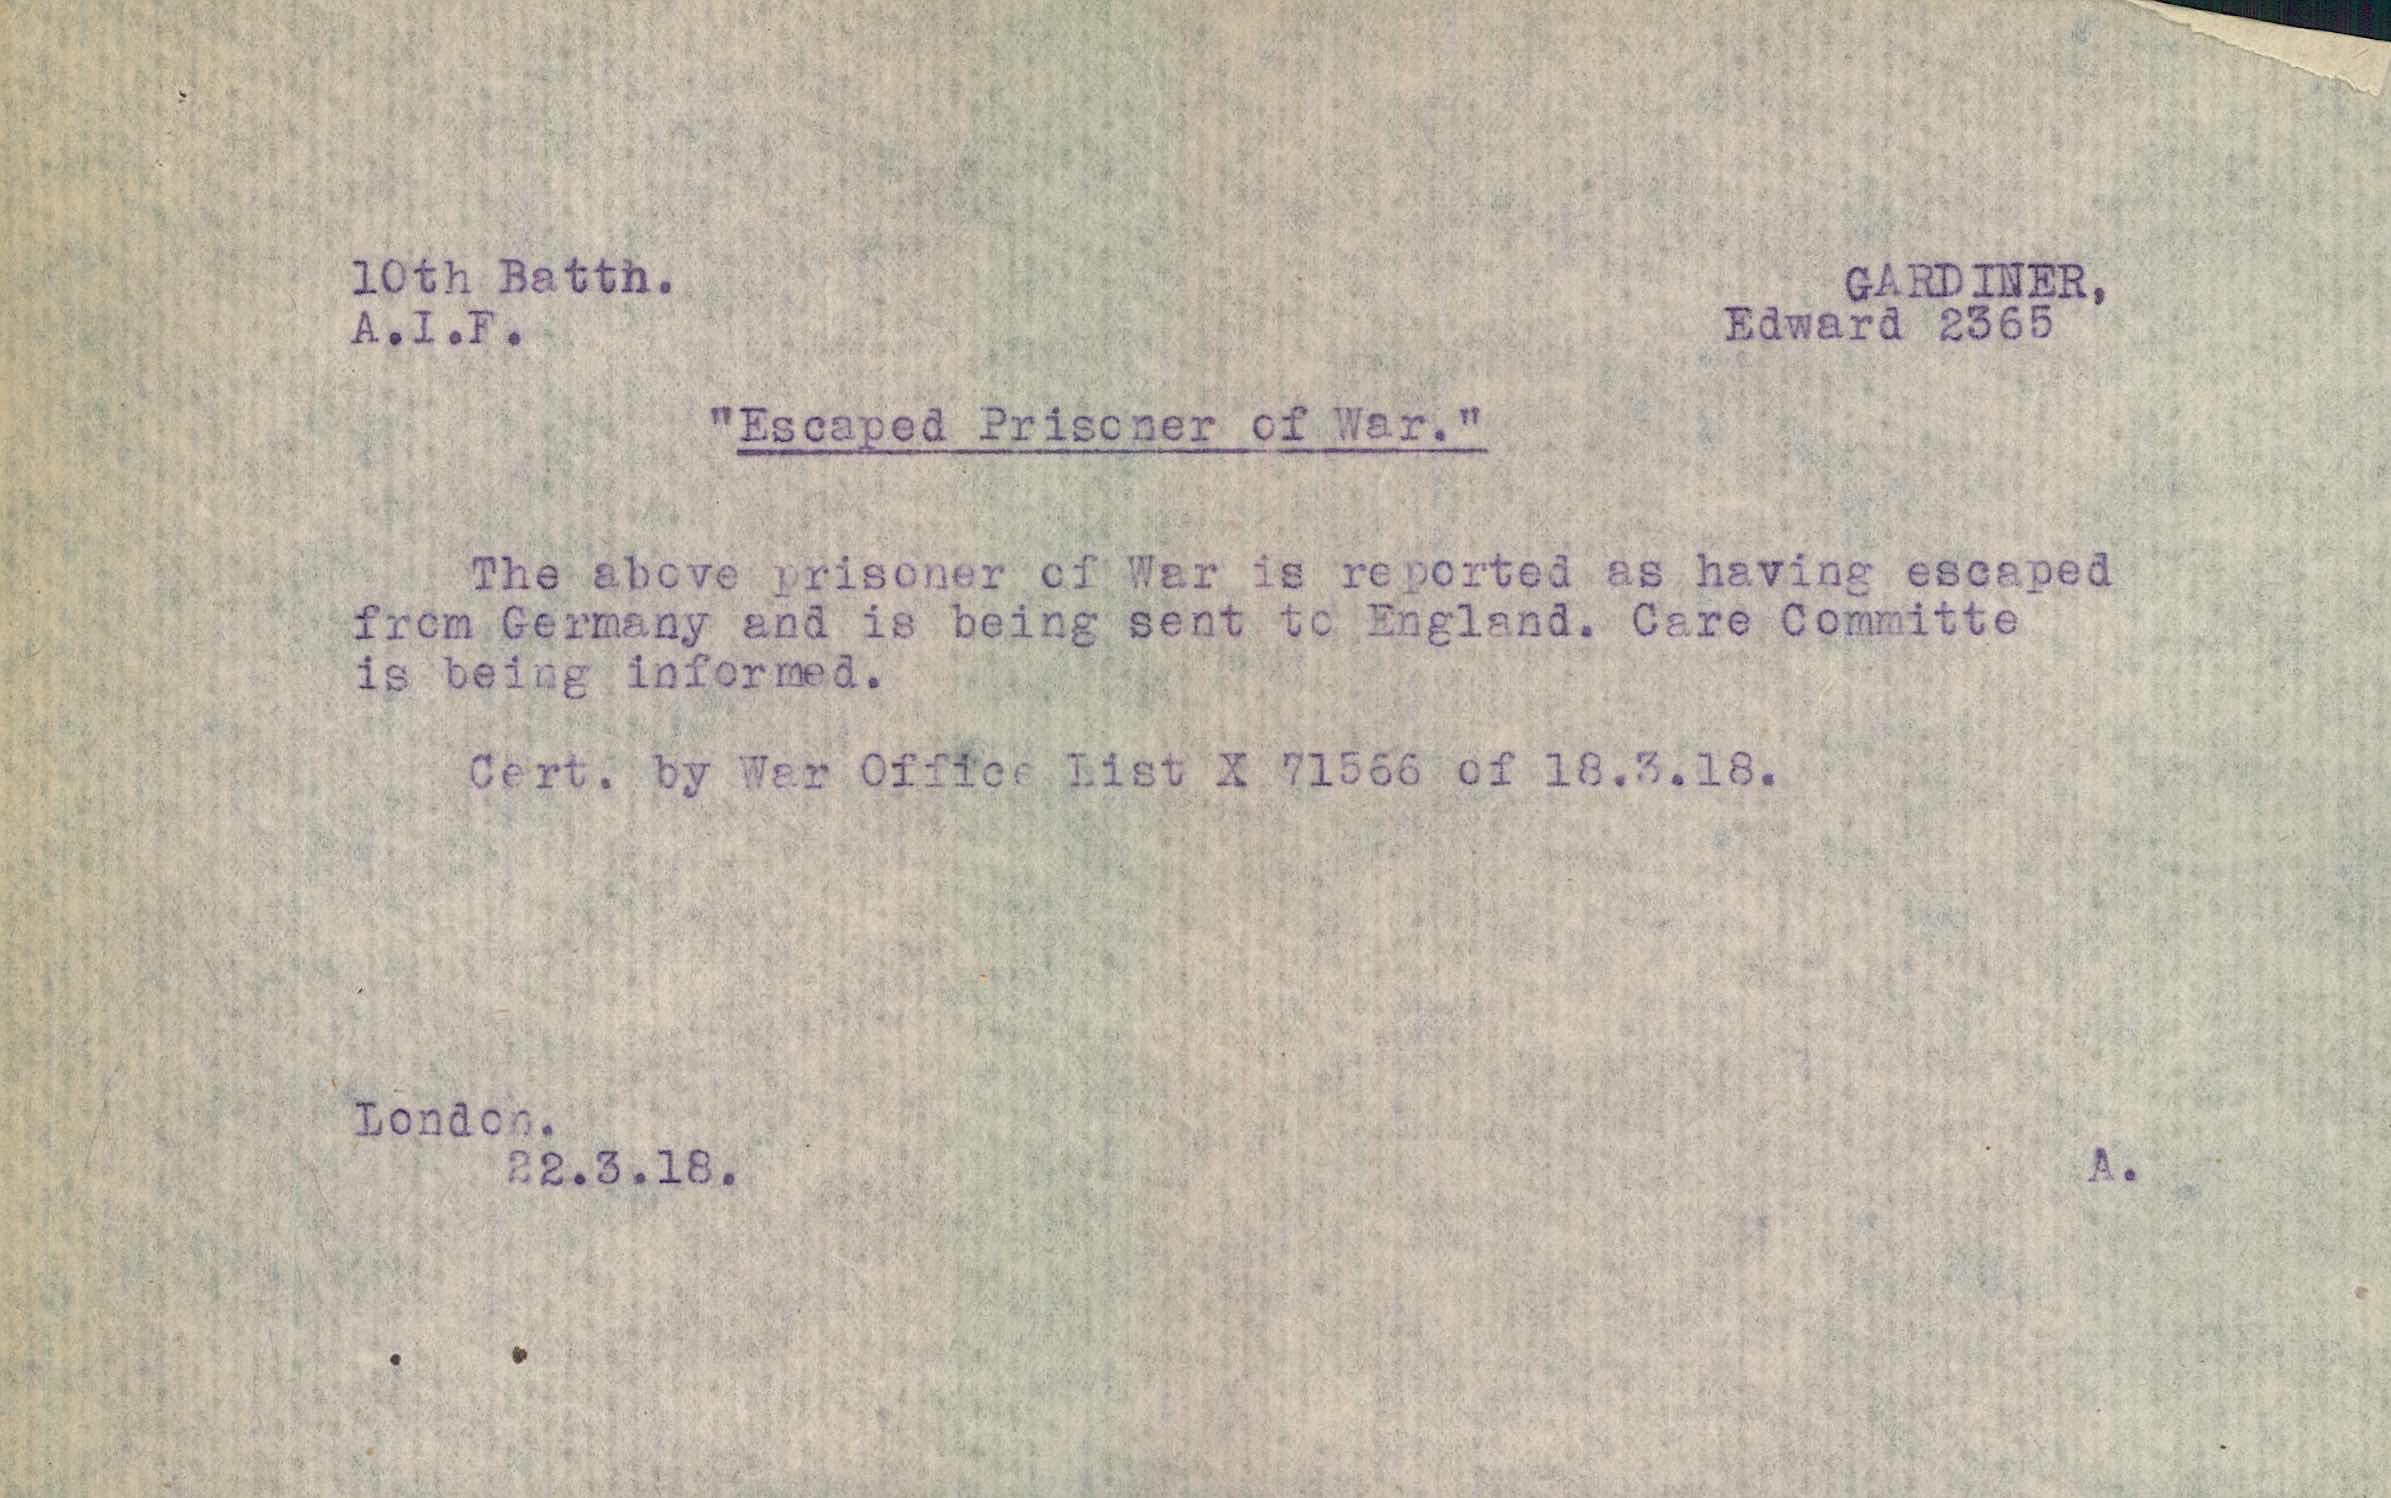 10th Battn.
GARDINER,
A.I.F.
Edward 2365
"Escaped Prisoner of War."
The above prisoner of War is reported as having escaped
from Germany and is being sent to England. Care Committe
is being informed.
Cert. by War Office List X 71566 of 18.3.18.
London.
22.3.18.
A.